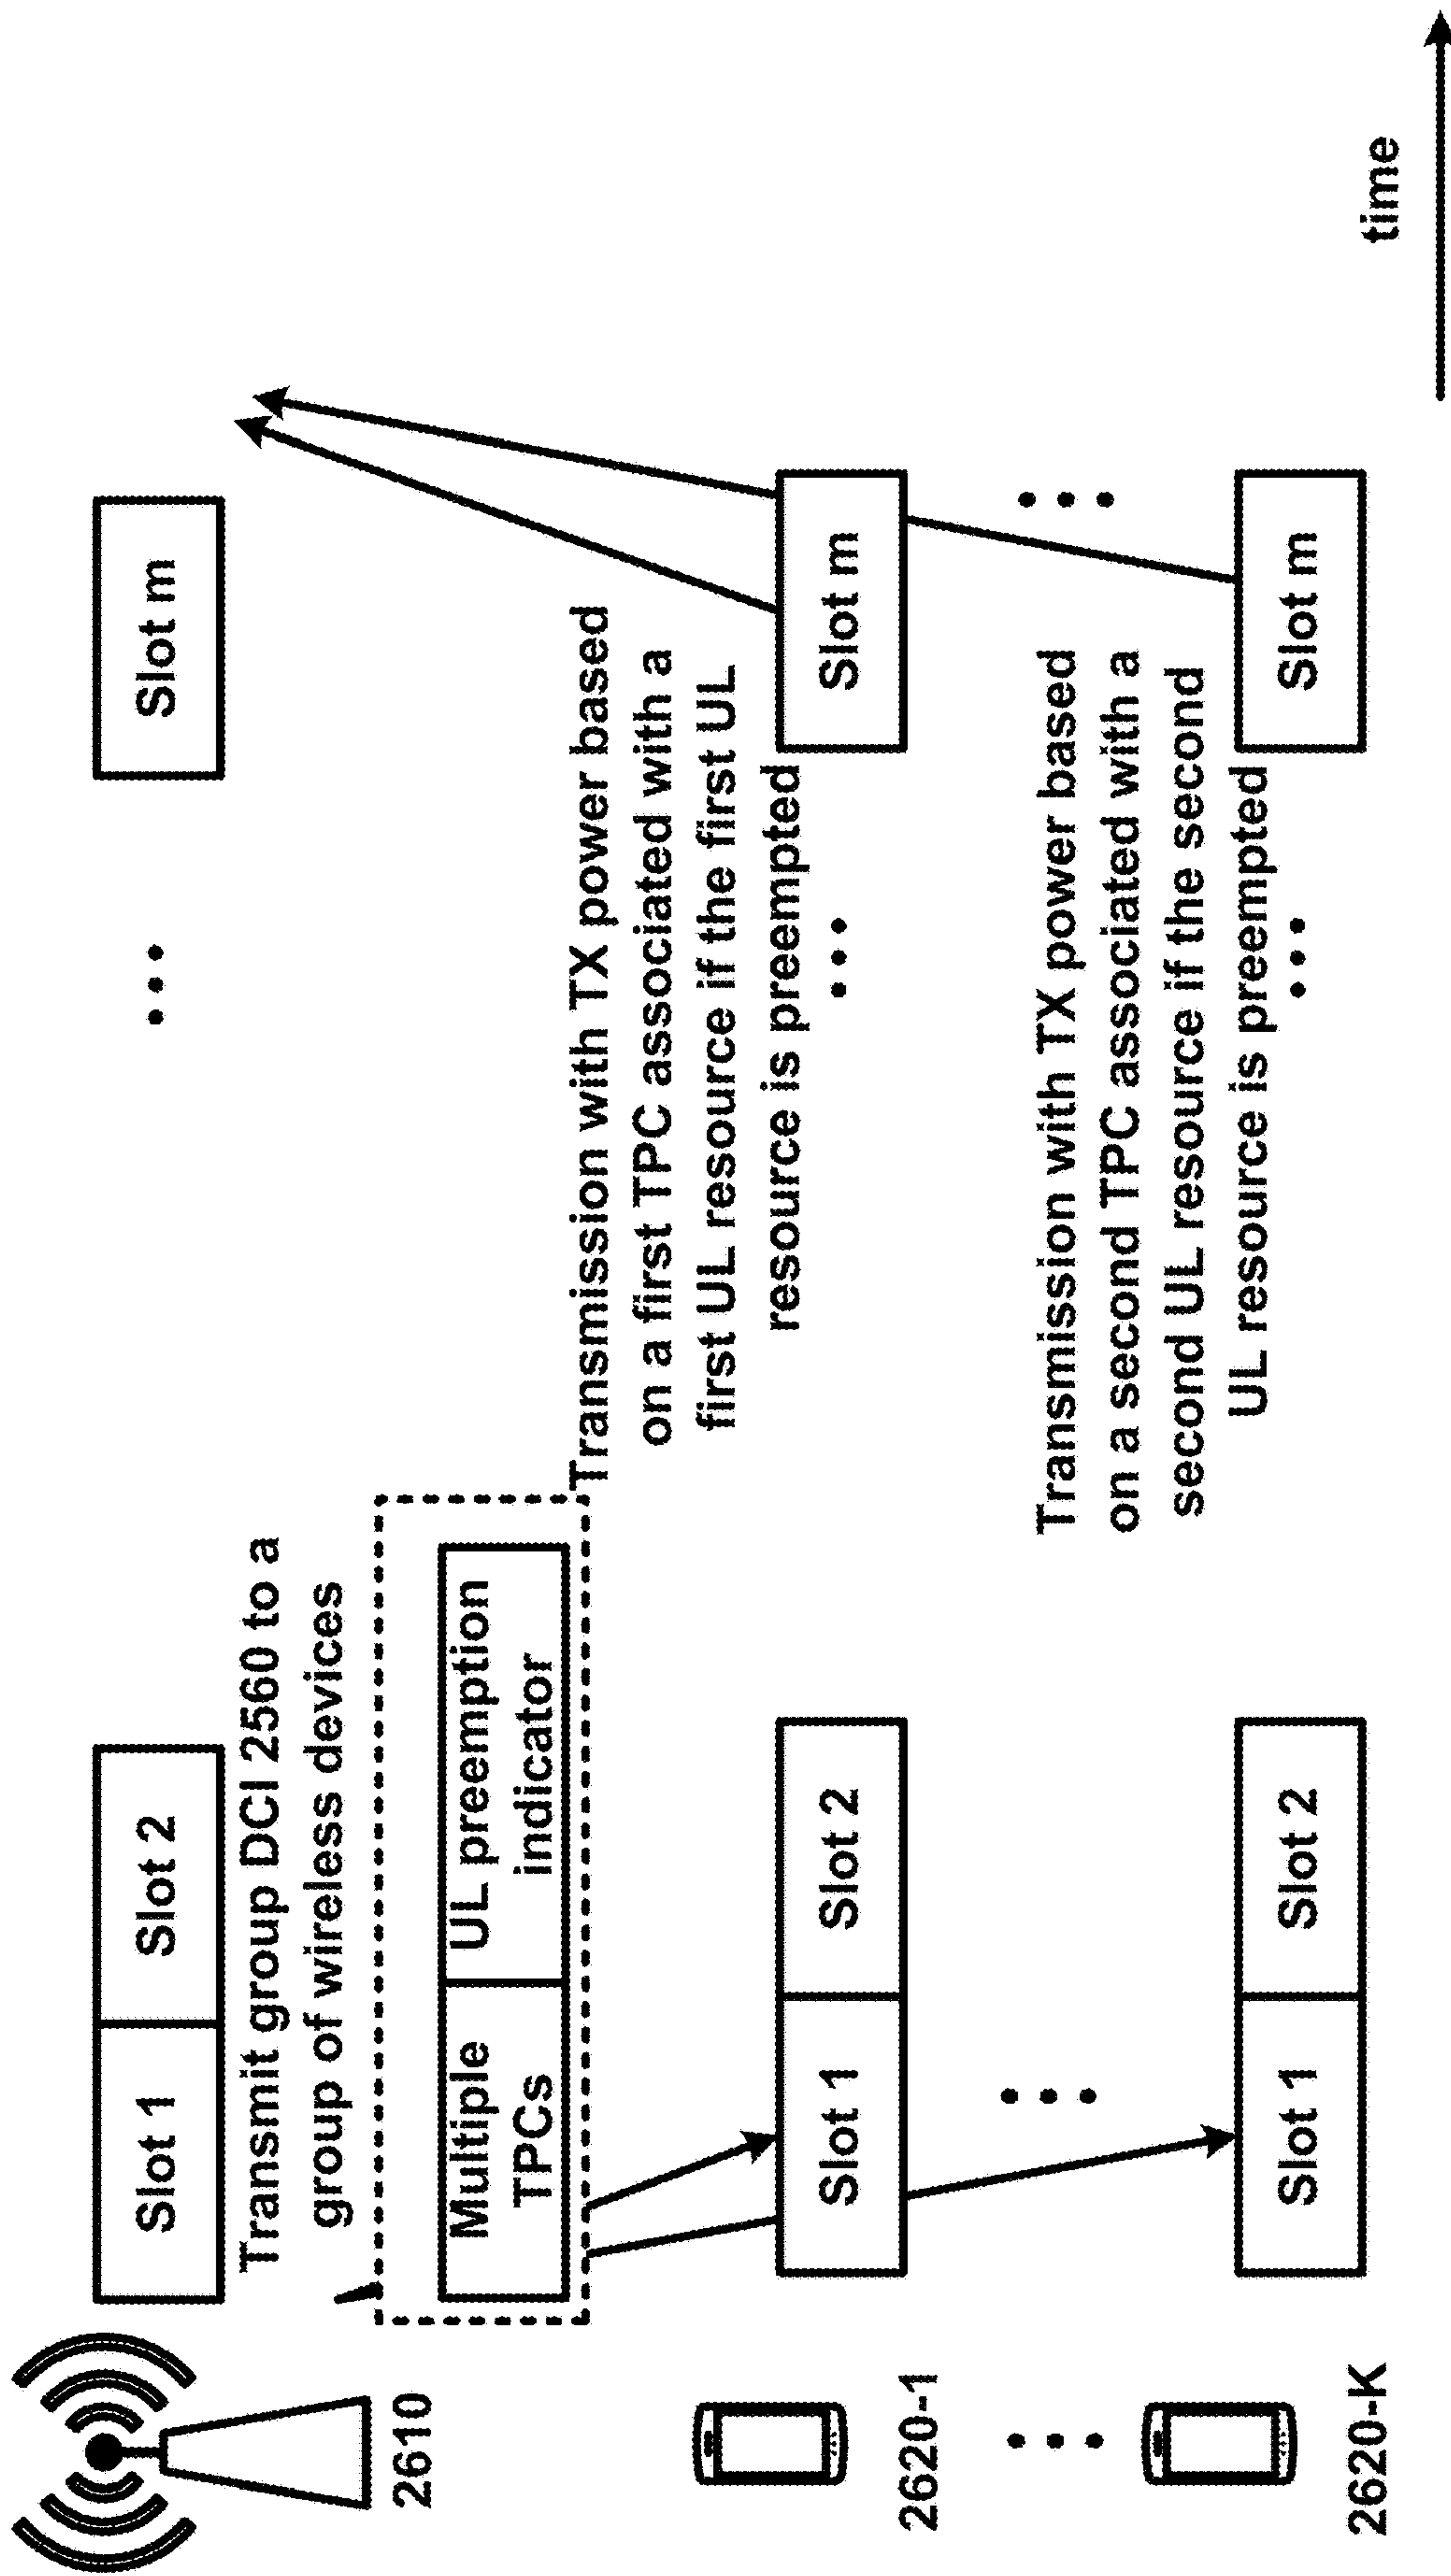 Slot 1
Slot 2
Slot m
Transmit group DCI 2560 to a
group of wireless devices
2610
Multiple
TPCs
UL preemption
indicator
Transmission with TX power based
on a first TPC associated with a
first UL resource if the first UL
resource is preempted
2620-1
Slot 1
Slot 2
Slot m
Transmission with TX power based
on a second TPC associated with a
second UL resource if the second
UL resource is preempted
2620-K
Slot 1
Slot 2
Slot m
time